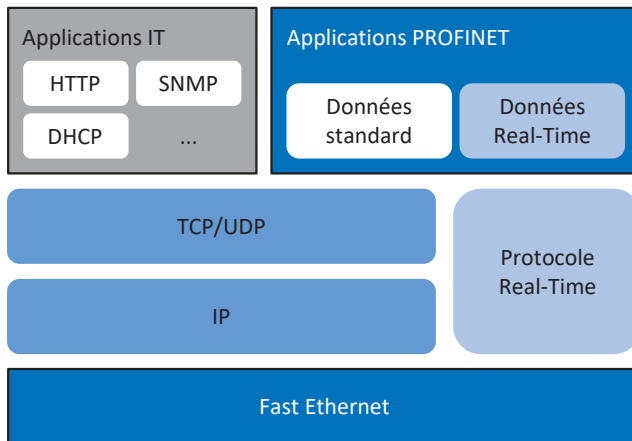 Applications IT
HTTP
SNMP
DHCP
...
Applications PROFINET
Données
standard
Données
Real-Time
TCP/UDP
IP
Protocole
Real-Time
Fast Ethernet